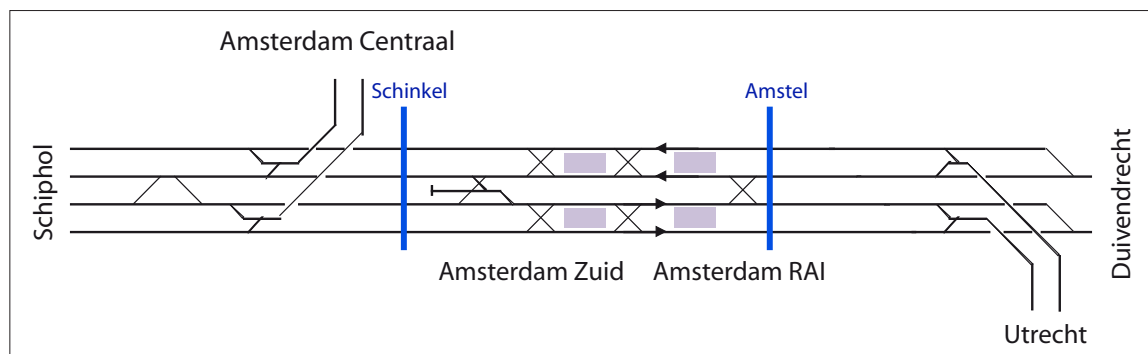 Amsterdam Centraal
Schinkel
Amstel
Schiphol
Duivendrecht
Amsterdam Zuid
Amsterdam RAI
Utrecht